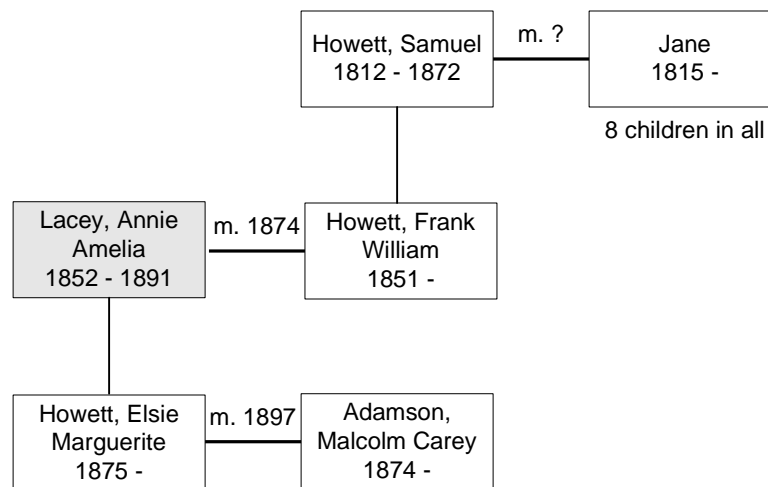 Howett, Samuel
1812 - 1872
m. ?
Jane
1815 -
8 children in all
Lacey, Annie
Amelia
1852 - 1891
m. 1874
Howett, Frank
William
1851 -
Howett, Elsie
Marguerite
1875 -
m. 1897
Adamson,
Malcolm Carey
1874 -